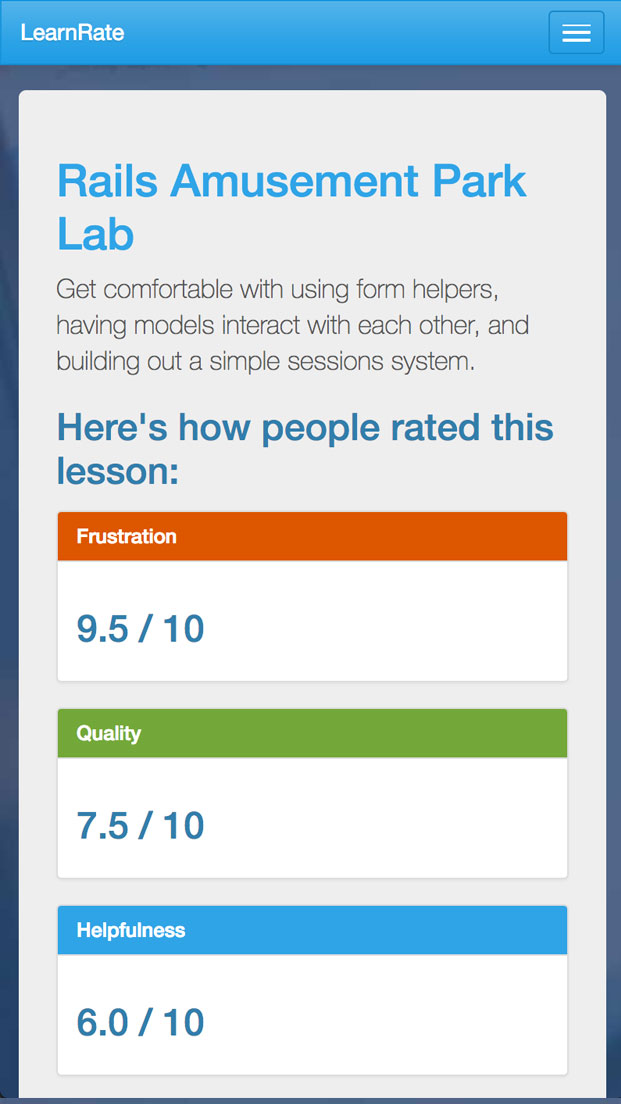 LearnRate
Rails Amusement Park
Lab
Get comfortable with using form helpers,
having models interact with each other, and
building out a simple sessions system.
Here's how people rated this
lesson:
Frustration
9.5 / 10
Quality
7.5 / 10
Helpfulness
6.0 / 10